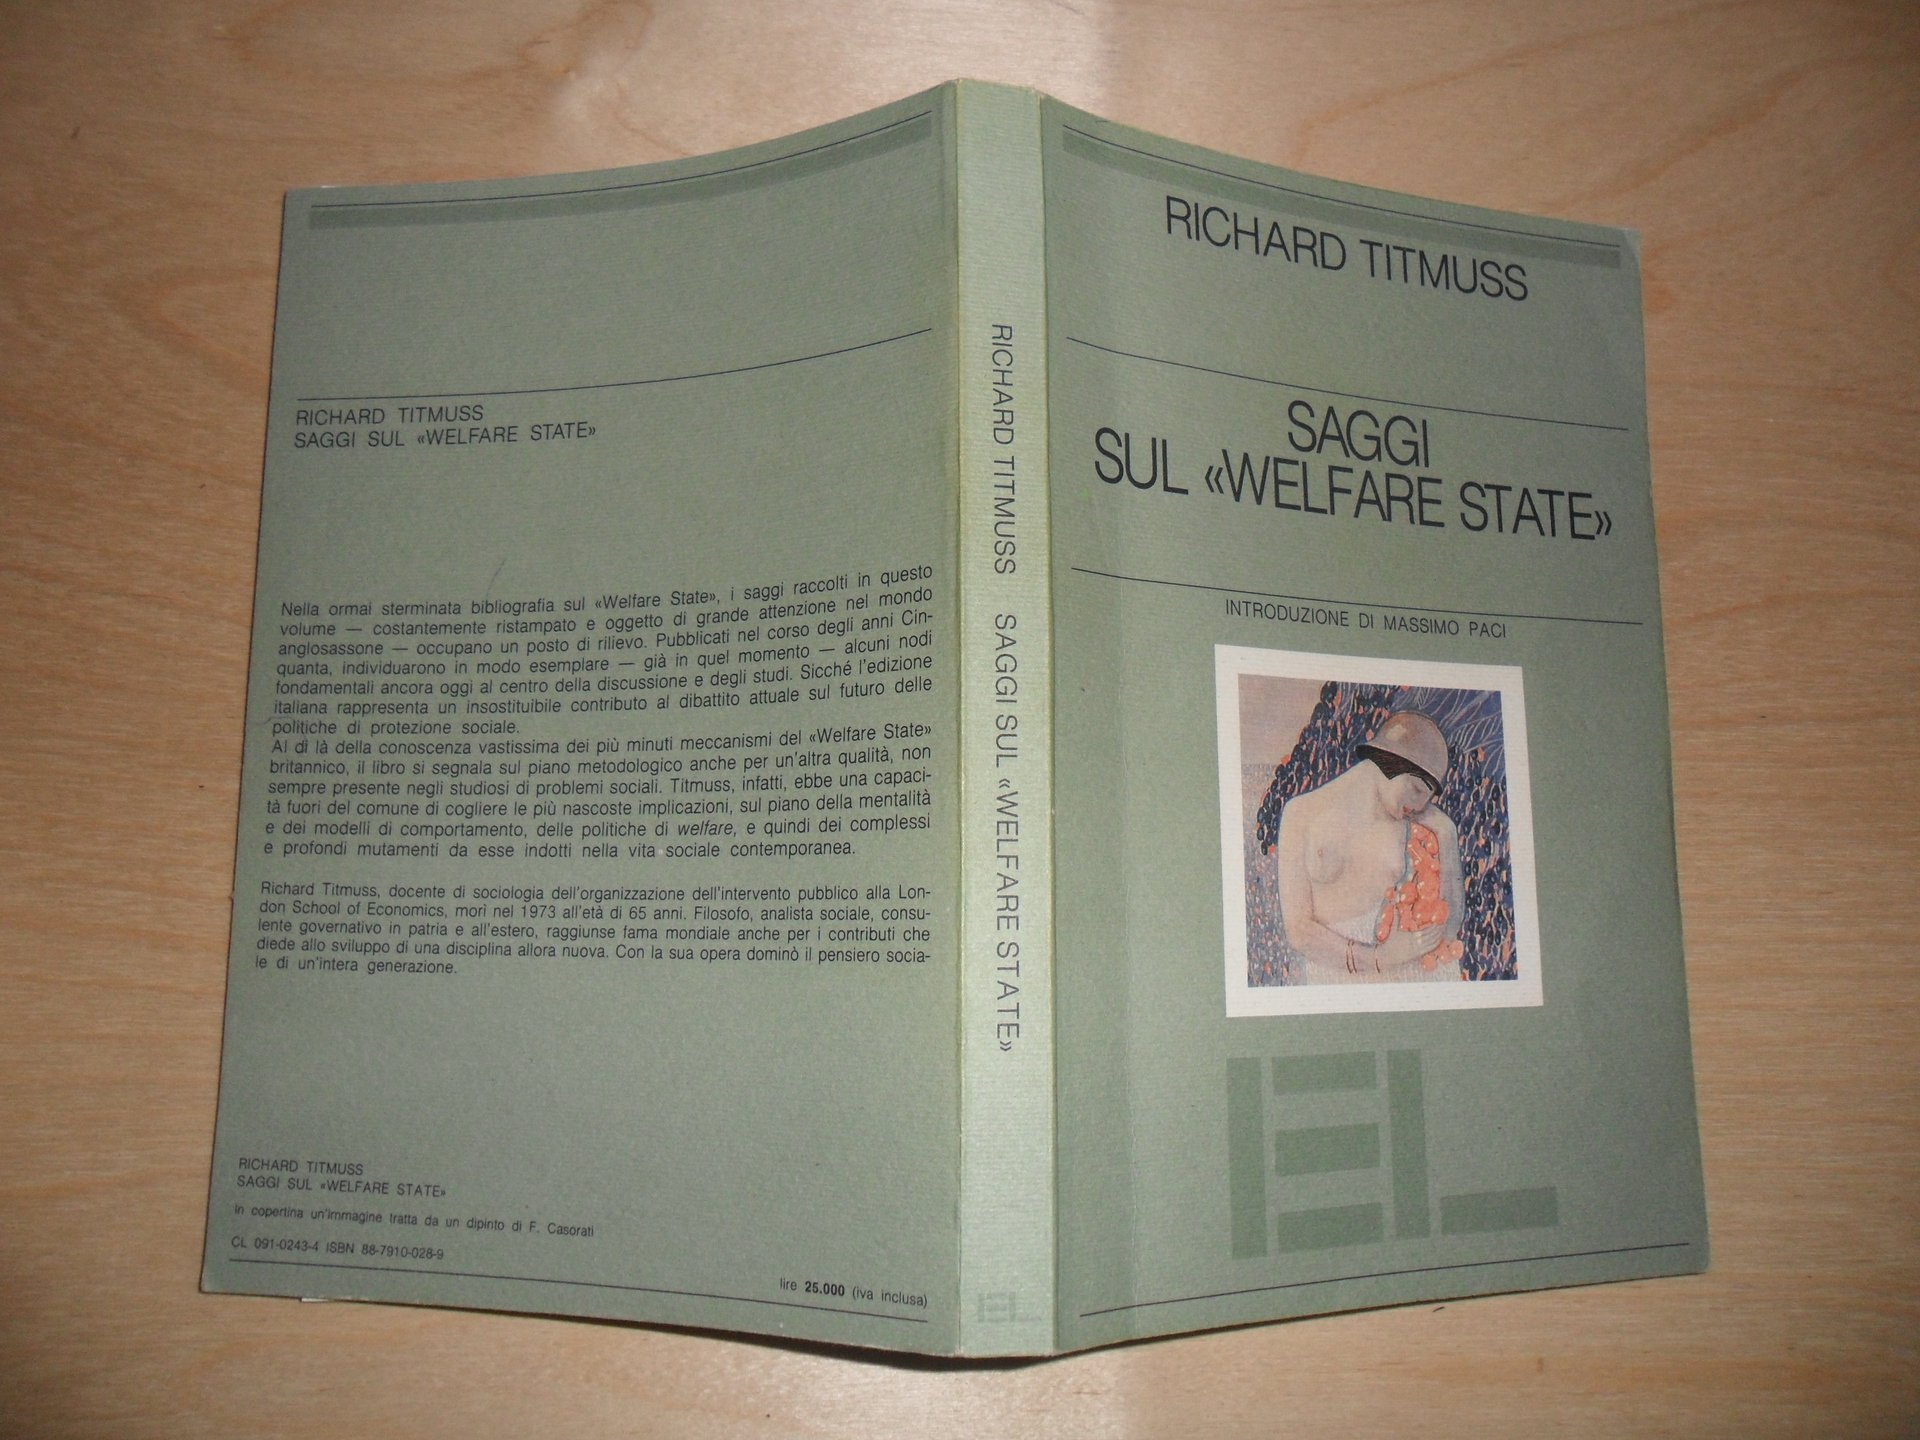 RICHARD TITMUSS
SAGGI SUL «WELFARE STATE»
Nella ormai sterminata bibliografia sul «Welfare State», i saggi raccolti in questo
volume — costantemente ristampato e oggetto di grande attenzione nel mondo
anglosassone — occupano un posto di rilievo. Pubblicati nel corso degli anni Cin-
quanta, individuarono in modo esemplare — già in quel momento — alcuni nodi
fondamentali ancora oggi al centro della discussione e degli studi. Sicché l'edizione
italiana rappresenta un insostituibile contributo al dibattito attuale sul futuro delle
politiche di protezione sociale.
Al di là della conoscenza vastissima dei più minuti meccanismi del «Welfare State»
britannico, il libro si segnala sul piano metodologico anche per un'altra qualità, non
sempre presente negli studiosi di problemi sociali. Titmuss, infatti, ebbe una capaci-
tà fuori del comune di cogliere le più nascoste implicazioni, sul piano della mentalità
e dei modelli di comportamento, delle politiche di welfare, e quindi dei complessi
e profondi mutamenti da esse indotti nella vita sociale contemporanea.
Richard Titmuss, docente di sociologia dell'organizzazione dell'intervento pubblico alla Lon-
don School of Economics, morì nel 1973 all'età di 65 anni. Filosofo, analista sociale, consu-
lente governativo in patria e all'estero, raggiunse fama mondiale anche per i contributi che
diede allo sviluppo di una disciplina allora nuova. Con la sua opera dominò il pensiero socia-
le di un'intera generazione.
RICHARD TITMUSS
SAGGI SUL «WELFARE STATE»
In copertina un'immagine tratta da un dipinto di F. Casorati
CL 091-0243-4 ISBN 88-7910-028-9
lire 25.000 (iva inclusa)
RICHARD TITMUSS SAGGI SUL «WELFARE STATE»
EL
RICHARD TITMUSS
SAGGI
SUL «WELFARE STATE»
INTRODUZIONE DI MASSIMO PACI
EL